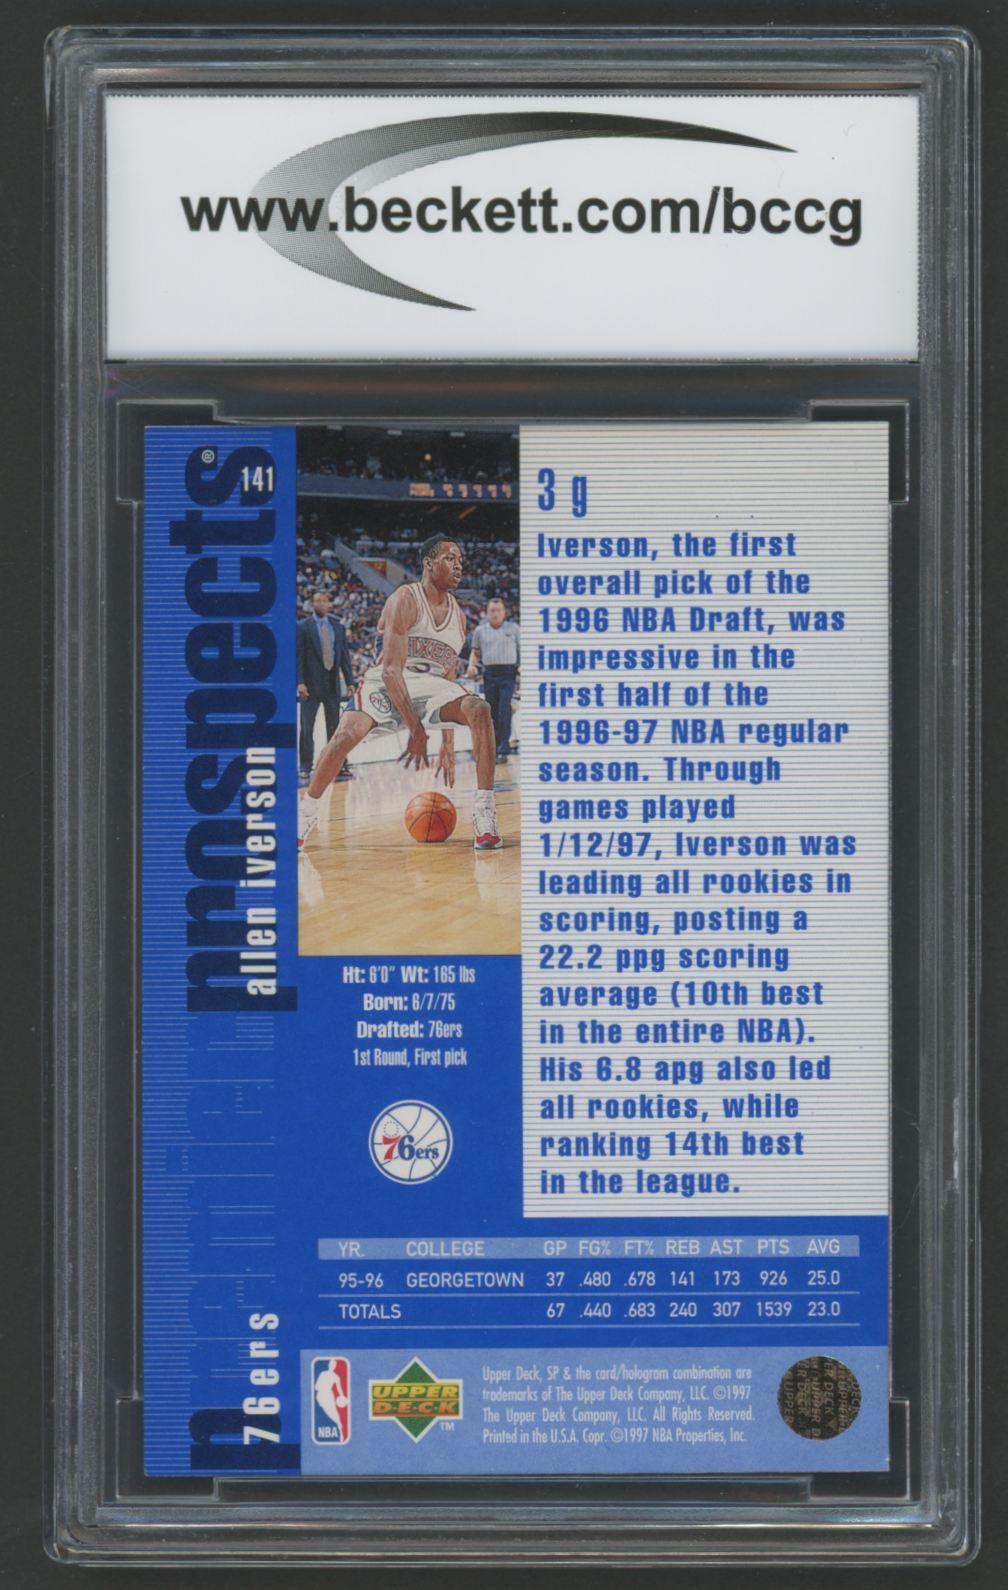 www.beckett.com/bccg
141
prospects®
allen iverson
76ers
SIXERS
3 g
Iverson, the first
overall pick of the
1996 NBA Draft, was
impressive in the
first half of the
1996-97 NBA regular
season. Through
games played
1/12/97, Iverson was
leading all rookies in
scoring, posting a
22.2 ppg scoring
average (10th best
in the entire NBA).
His 6.8 apg also led
all rookies, while
ranking 14th best
in the league.
Ht: 6'0" Wt: 165 lbs
Born: 6/7/75
Drafted: 76ers
1st Round, First pick
76ers
YR. COLLEGE GP FG% FT% REB AST PTS AVG
95-96 GEORGETOWN 37 .480 .678 141 173 926 25.0
TOTALS 67 .440 .683 240 307 1539 23.0
NBA
UPPER
DECK
TM
Upper Deck, SP & the card/hologram combination are
trademarks of The Upper Deck Company, LLC. ©1997
The Upper Deck Company, LLC. All Rights Reserved.
Printed in the U.S.A. Copr. ©1997 NBA Properties, Inc.